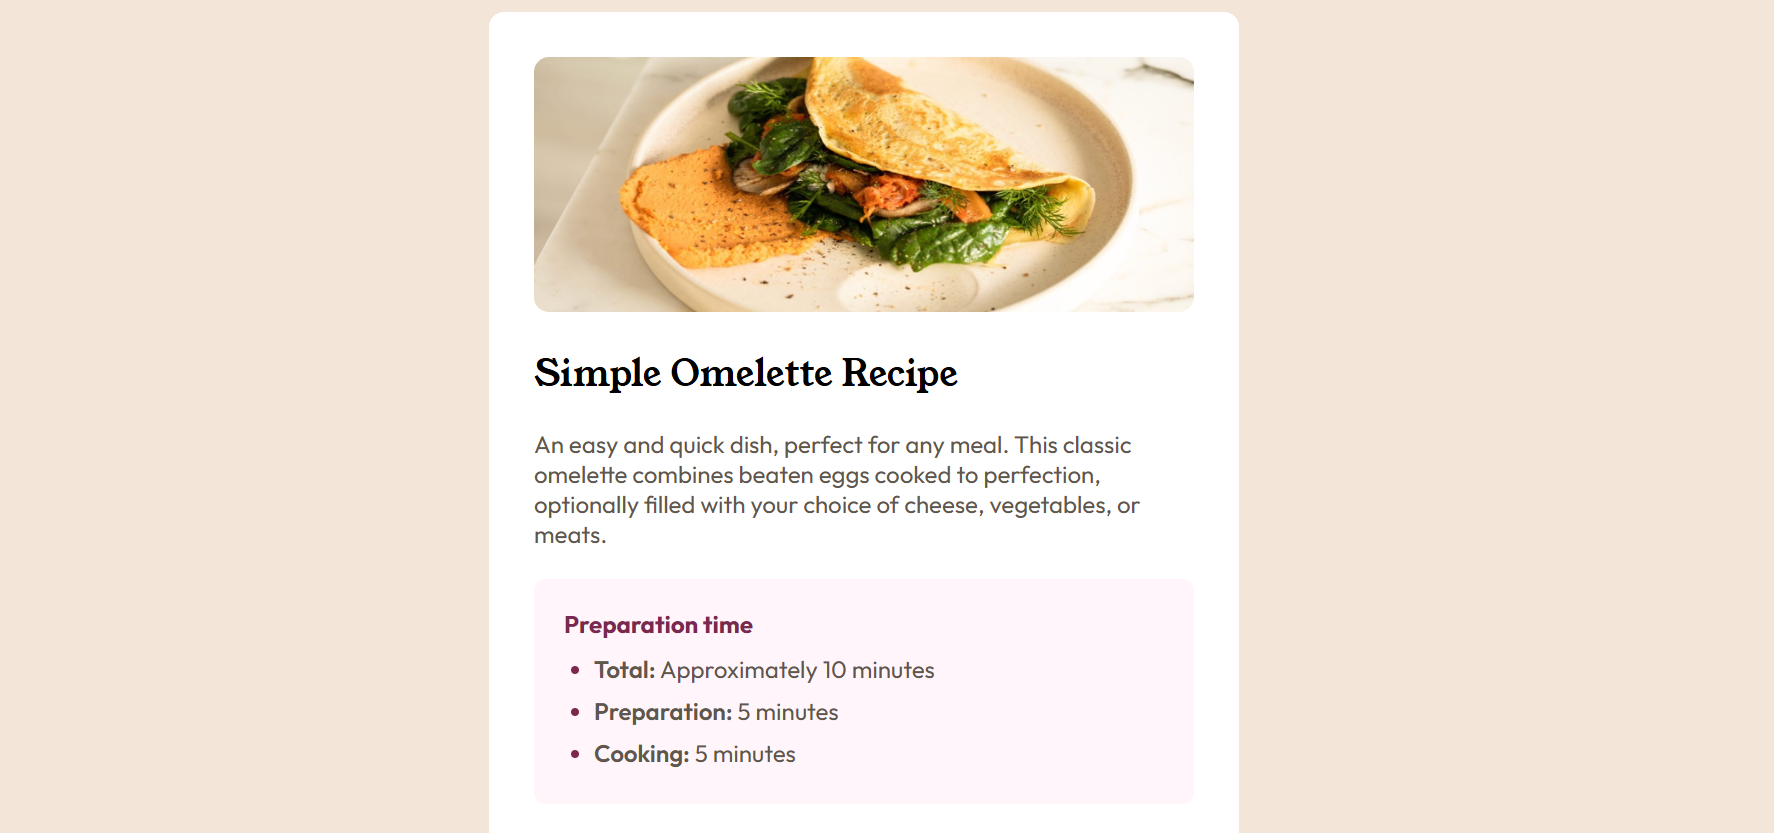 Simple Omelette Recipe
An easy and quick dish, perfect for any meal. This classic
omelette combines beaten eggs cooked to perfection,
optionally filled with your choice of cheese, vegetables, or
meats.
Preparation time
• Total: Approximately 10 minutes
• Preparation: 5 minutes
• Cooking: 5 minutes